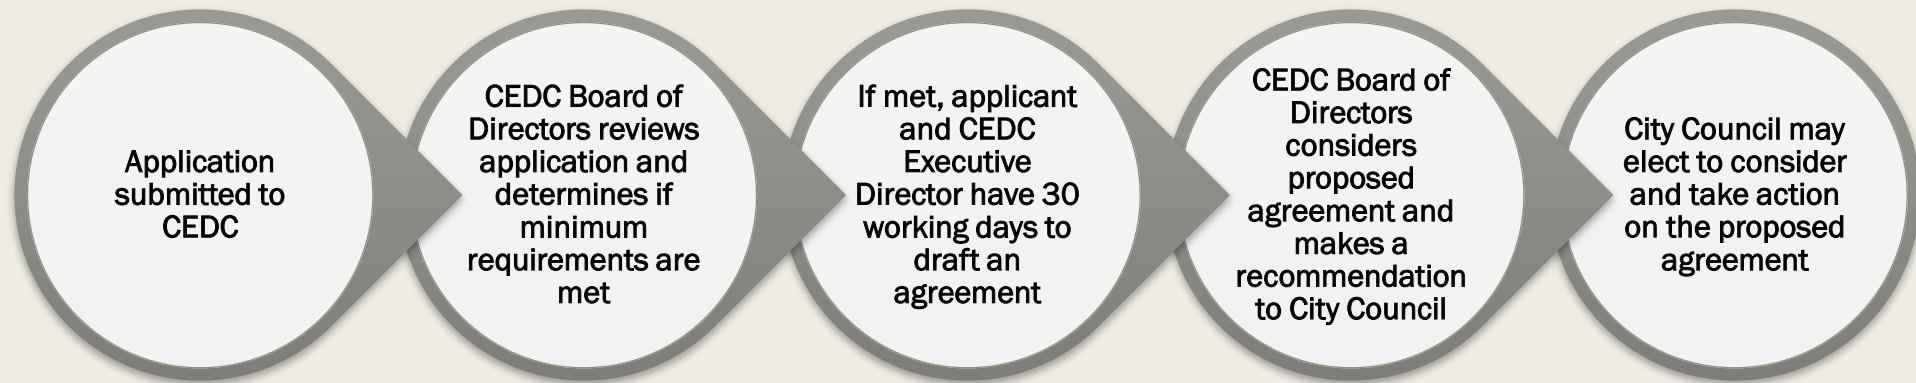 Application
submitted to
CEDC
CEDC Board of
Directors reviews
application and
determines if
minimum
requirements are
met
If met, applicant
and CEDC
Executive
Director have 30
working days to
draft an
agreement
CEDC Board of
Directors
considers
proposed
agreement and
makes a
recommendation
to City Council
City Council may
elect to consider
and take action
on the proposed
agreement